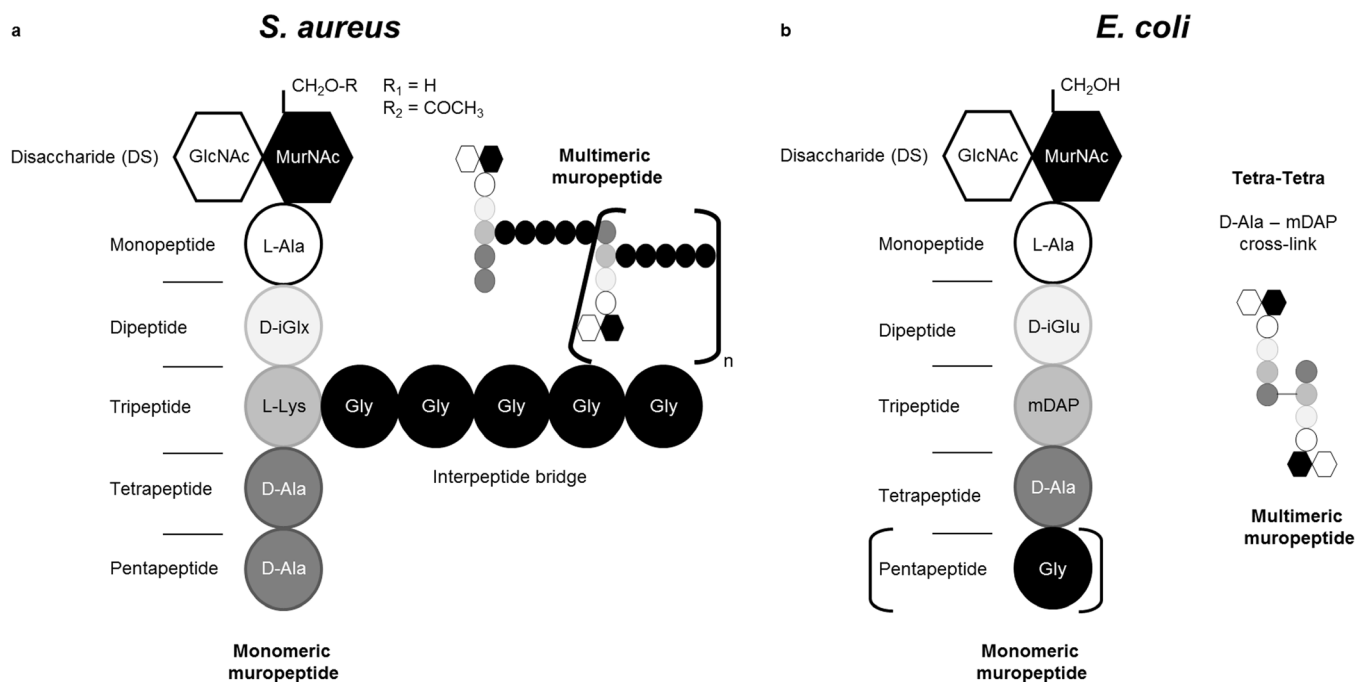 a
S. aureus
CH₂O-R
R₁ = H
R₂ = COCH₃
Disaccharide (DS)
GlcNAc
MurNAc
Multimeric
muropeptide
Monopeptide
L-Ala
Dipeptide
D-iGlx
n
Tripeptide
L-Lys
Gly
Gly
Gly
Gly
Gly
Interpeptide bridge
Tetrapeptide
D-Ala
Pentapeptide
D-Ala
Monomeric
muropeptide
b
E. coli
CH₂OH
Disaccharide (DS)
GlcNAc
MurNAc
Tetra-Tetra
D-Ala – mDAP
cross-link
Monopeptide
L-Ala
Dipeptide
D-iGlu
Tripeptide
mDAP
Tetrapeptide
D-Ala
Pentapeptide
Gly
Multimeric
muropeptide
Monomeric
muropeptide